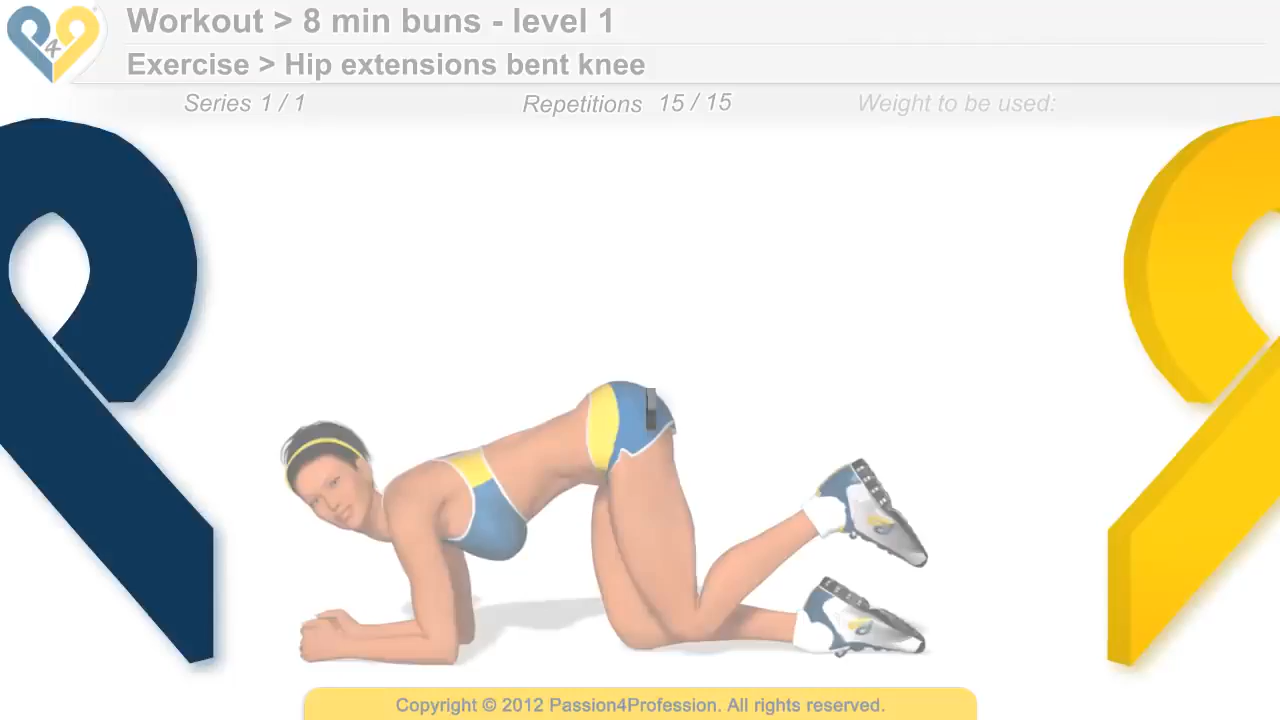 4
Workout > 8 min buns - level 1
Exercise > Hip extensions bent knee
Series 1 / 1
Repetitions 15 / 15
Weight to be used:
Copyright © 2012 Passion4Profession. All rights reserved.